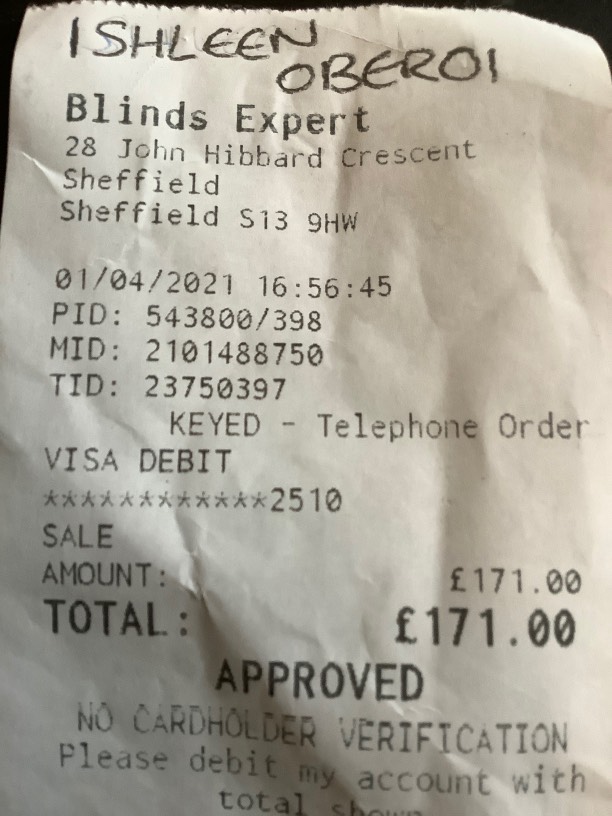 ISHLEEN
OBEROI
Blinds Expert
28 John Hibbard Crescent
Sheffield
Sheffield S13 9HW
01/04/2021 16:56:45
PID: 543800/398
MID: 2101488750
TID: 23750397
KEYED - Telephone Order
VISA DEBIT
************2510
SALE
AMOUNT: £171.00
TOTAL: £171.00
APPROVED
NO CARDHOLDER VERIFICATION
Please debit my account with
total shown